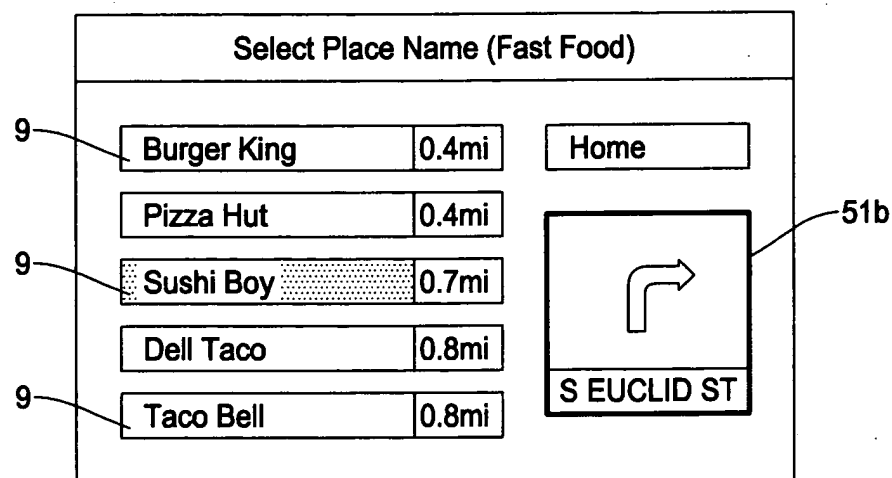 Select Place Name (Fast Food)
9 Burger King 0.4mi Home
Pizza Hut 0.4mi
51b
9 Sushi Boy 0.7mi
Dell Taco 0.8mi
S EUCLID ST
9 Taco Bell 0.8mi